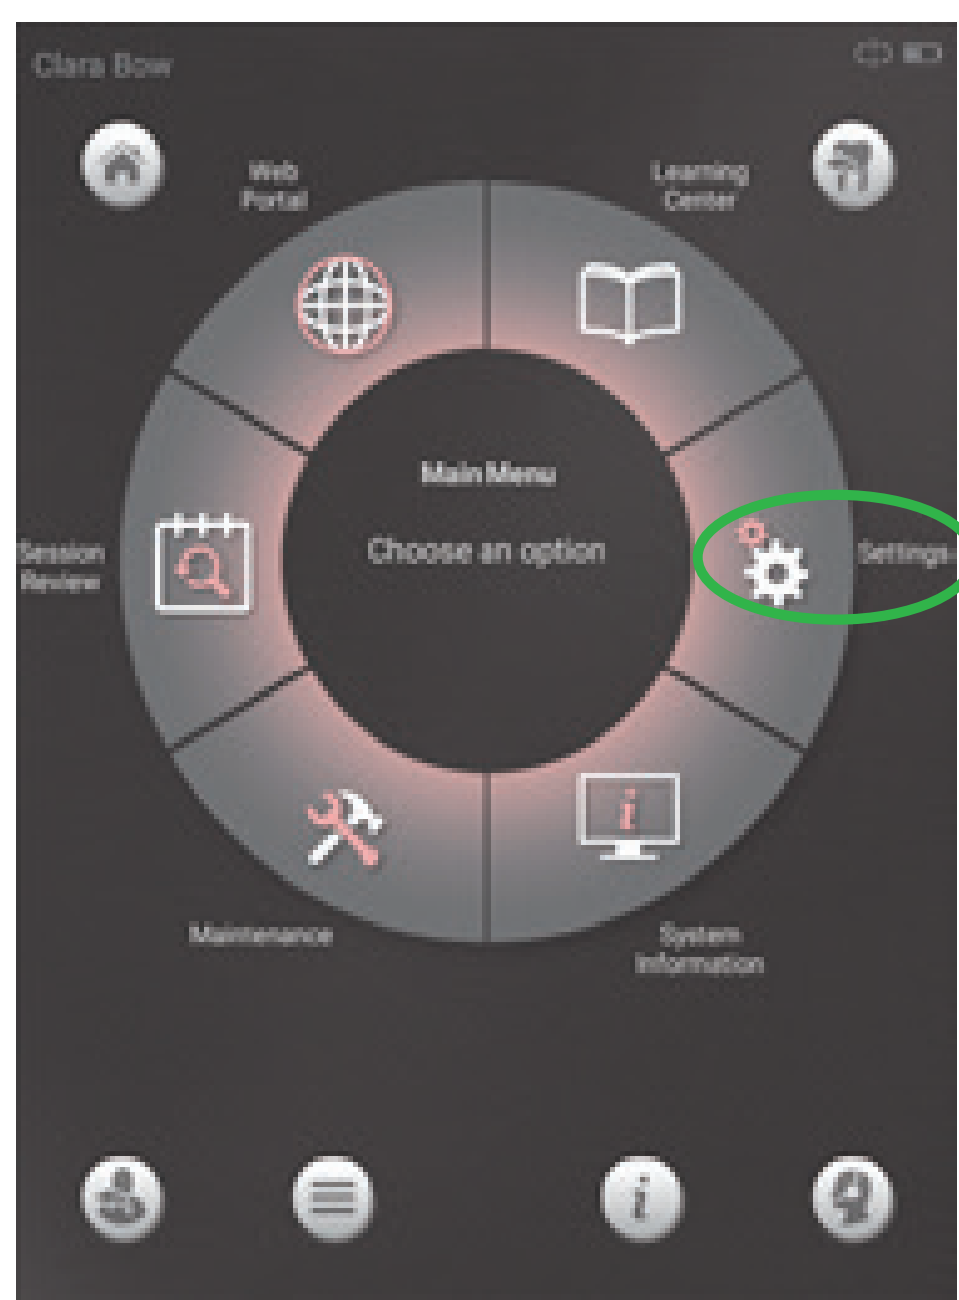 Clara Bow
Web
Portal
Learning
Center
Main Menu
Choose an option
Session
Review
Settings
Maintenance
System
Information